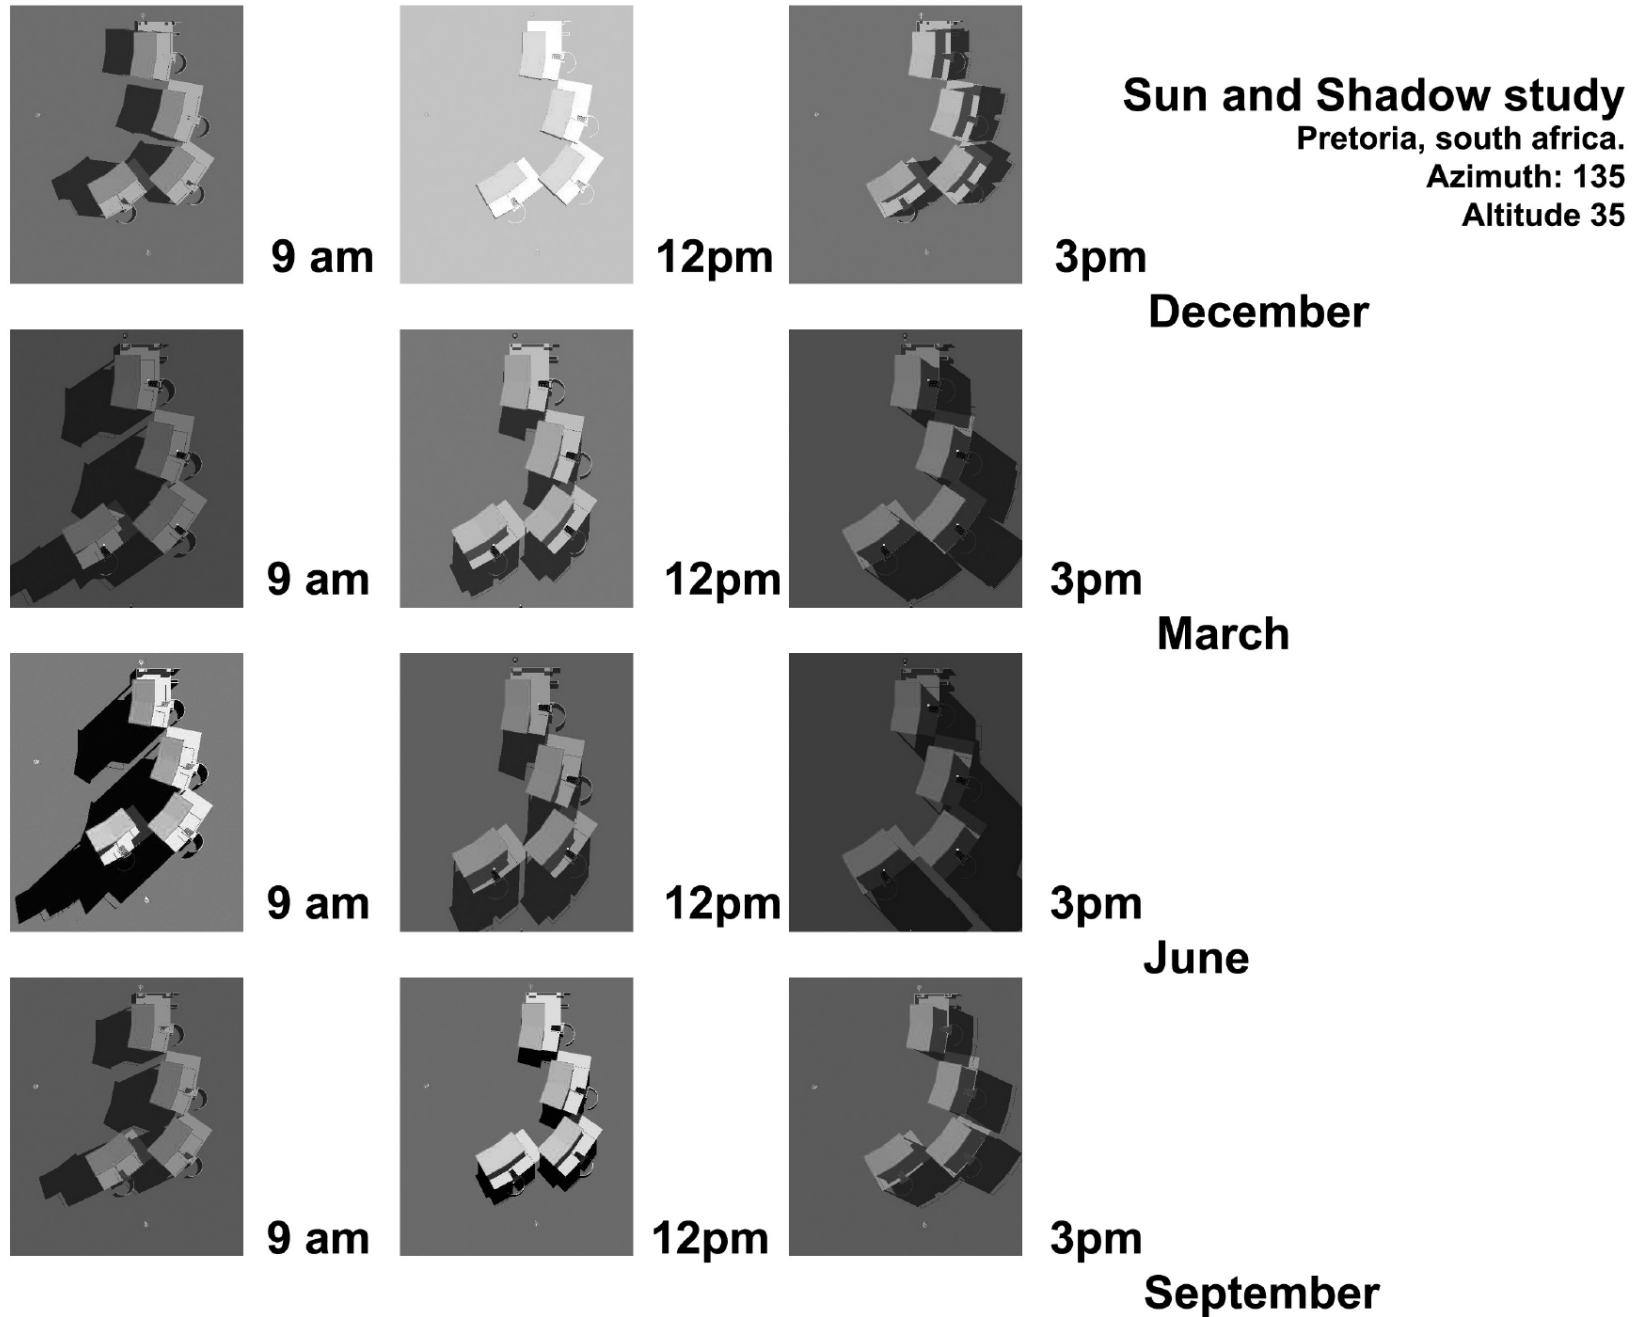 Sun and Shadow study
Pretoria, south africa.
Azimuth: 135
Altitude 35
9 am
12pm
3pm
December
9 am
12pm
3pm
March
9 am
12pm
3pm
June
9 am
12pm
3pm
September